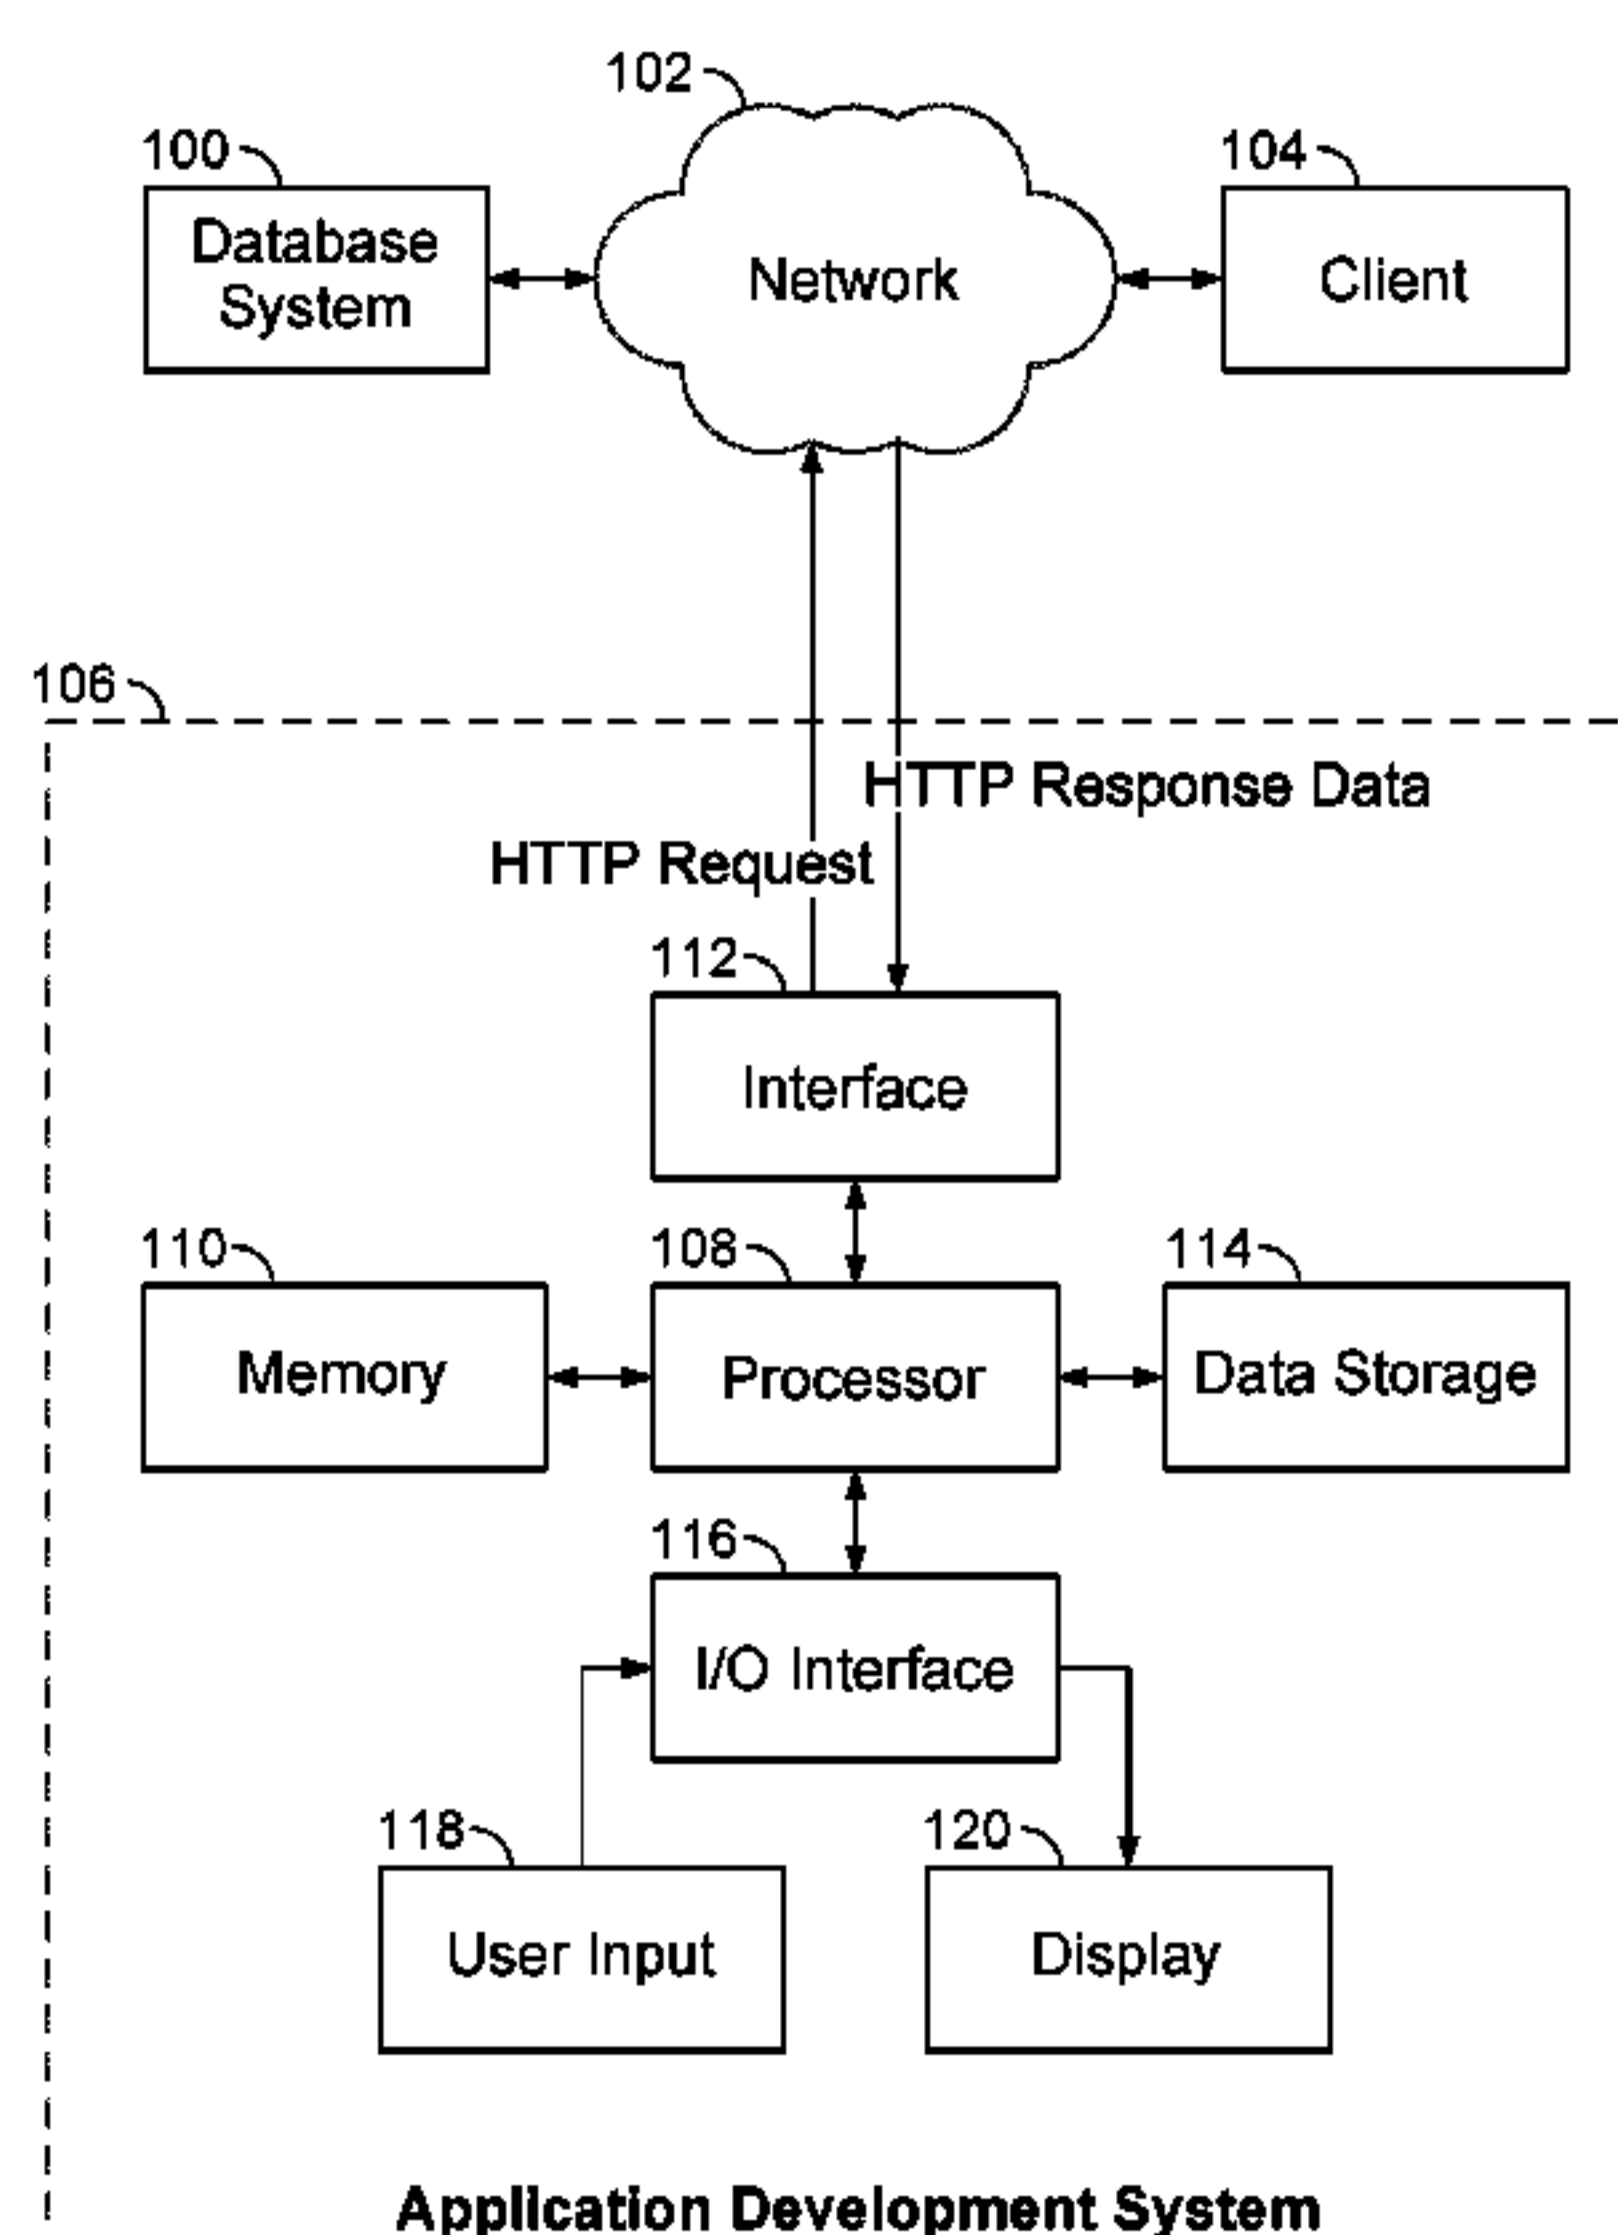 102
100
104
Database
System
Network
Client
106
HTTP Response Data
HTTP Request
112
Interface
110
108
114
Memory
Processor
Data Storage
116
I/O Interface
118
120
User Input
Display
Application Development System